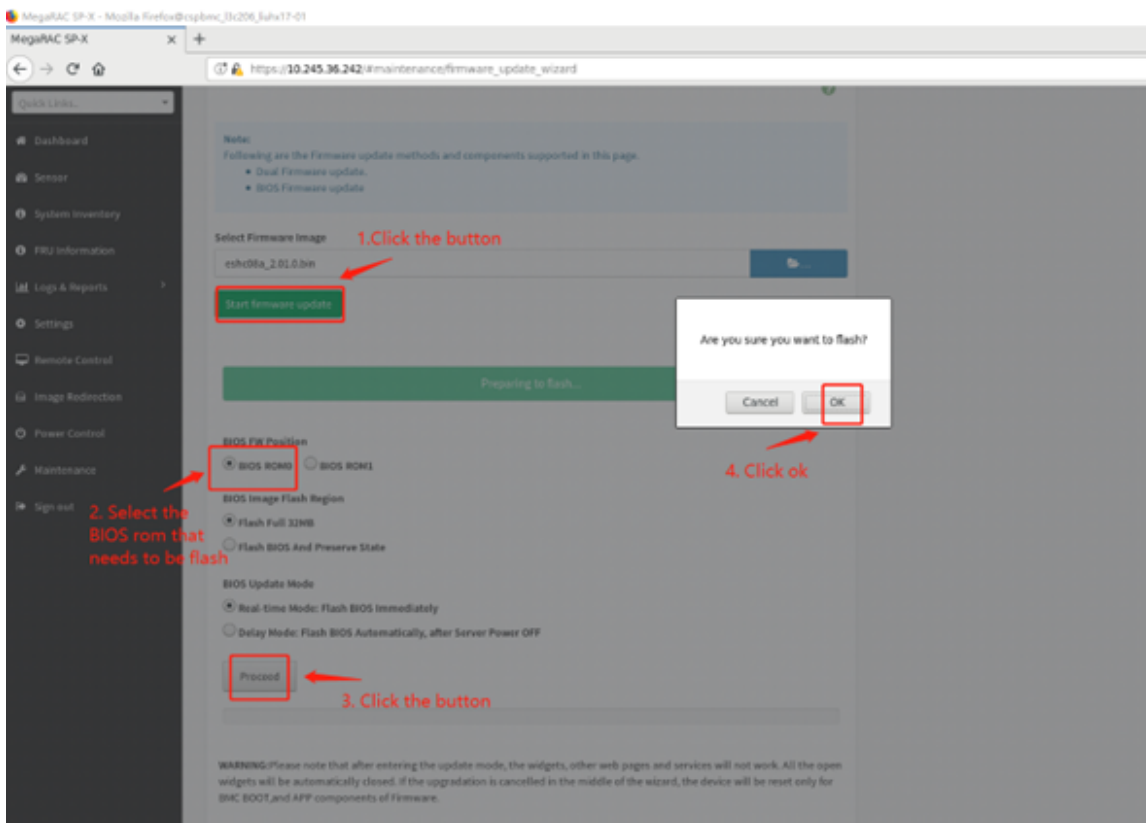 MegaRAC SP-X - Mozilla Firefox@cspbmc_l3c206_liuhx17-01
MegaRAC SP-X
https://10.245.36.242/#maintenance/firmware_update_wizard
Quick Links...
Dashboard
Sensor
System Inventory
FRU Information
Logs & Reports
Settings
Remote Control
Image Redirection
Power Control
Maintenance
Sign out
Note:
Following are the Firmware update methods and components supported in this page.
Dual Firmware update.
BIOS Firmware update
Select Firmware Image
1.Click the button
eshc08a_2.01.0.bin
Start firmware update
Are you sure you want to flash?
Cancel
OK
Preparing to flash...
4. Click ok
BIOS FW Position
BIOS ROM0
BIOS ROM1
2. Select the
BIOS rom that
needs to be flash
BIOS Image Flash Region
Flash Full 32MB
Flash BIOS And Preserve State
BIOS Update Mode
Real-time Mode: Flash BIOS Immediately
Delay Mode: Flash BIOS Automatically, after Server Power OFF
Proceed
3. Click the button
WARNING:Please note that after entering the update mode, the widgets, other web pages and services will not work. All the open
widgets will be automatically closed. If the upgradation is cancelled in the middle of the wizard, the device will be reset only for
BMC BOOT,and APP components of Firmware.